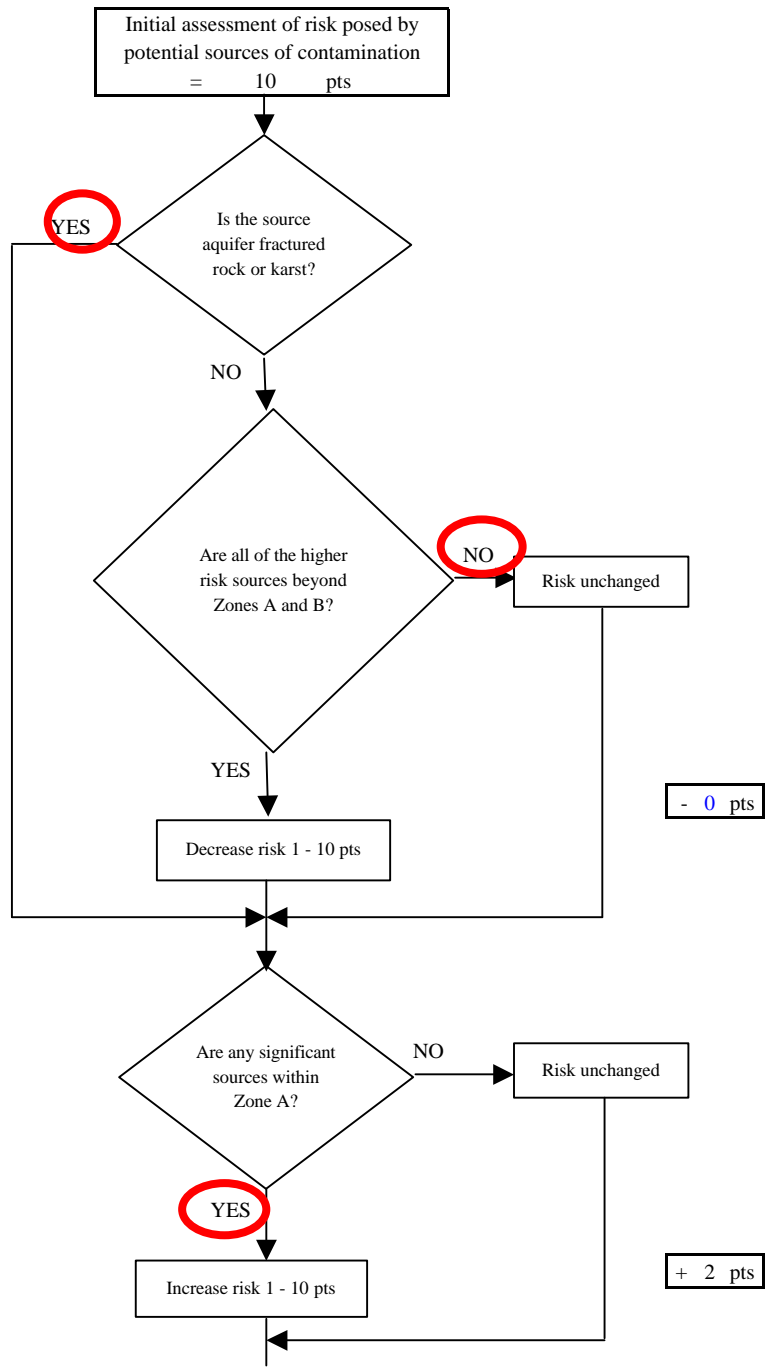 Initial assessment of risk posed by
potential sources of contamination
= 10 pts
YES
Is the source
aquifer fractured
rock or karst?
NO
Are all of the higher
risk sources beyond
Zones A and B?
NO
Risk unchanged
YES
- 0 pts
Decrease risk 1 - 10 pts
Are any significant
sources within
Zone A?
NO
Risk unchanged
YES
Increase risk 1 - 10 pts
+ 2 pts